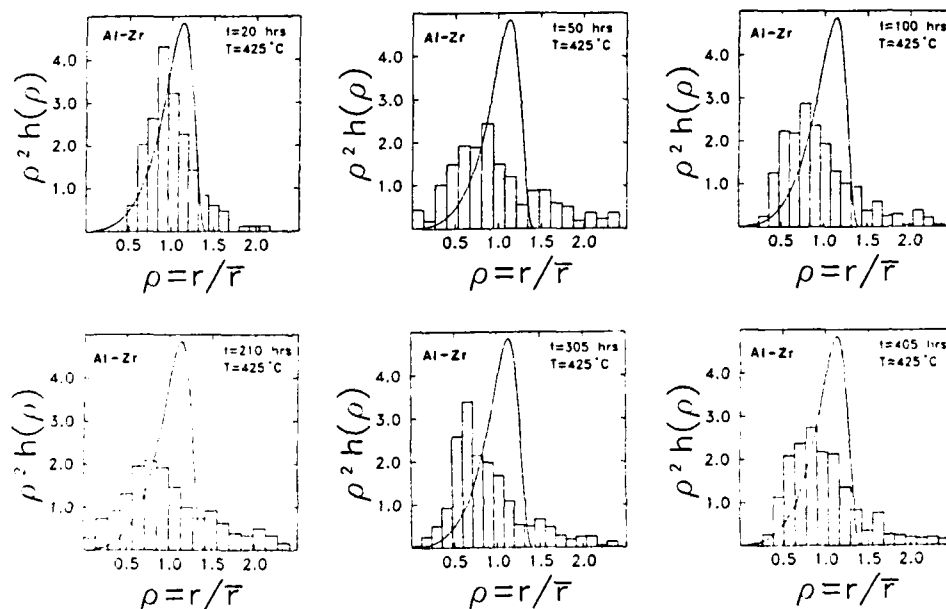 Al-Zr
t=20 hrs
T=425°C
4.0
3.0
2.0
1.0
ρ² h(ρ)
0.5 1.0 1.5 2.0
ρ=r/r̅
Al-Zr
t=50 hrs
T=425°C
4.0
3.0
2.0
1.0
ρ² h(ρ)
0.5 1.0 1.5 2.0
ρ=r/r̅
Al-Zr
t=100 hrs
T=425°C
4.0
3.0
2.0
1.0
ρ² h(ρ)
0.5 1.0 1.5 2.0
ρ=r/r̅
Al-Zr
t=210 hrs
T=425°C
4.0
3.0
2.0
1.0
ρ² h(ρ)
0.5 1.0 1.5 2.0
ρ=r/r̅
Al-Zr
t=305 hrs
T=425°C
4.0
3.0
2.0
1.0
ρ² h(ρ)
0.5 1.0 1.5 2.0
ρ=r/r̅
Al-Zr
t=405 hrs
T=425°C
4.0
3.0
2.0
1.0
ρ² h(ρ)
0.5 1.0 1.5 2.0
ρ=r/r̅